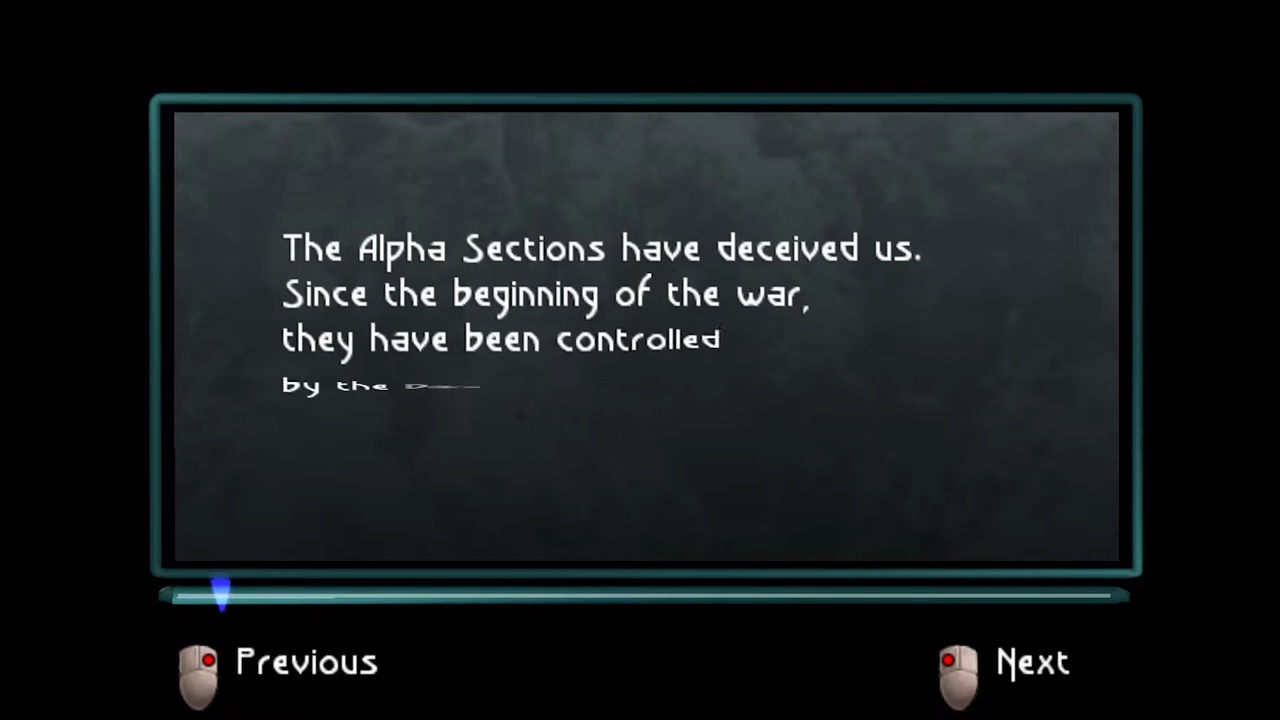 The Alpha Sections have deceived us.
Since the beginning of the war,
they have been controlled
by the
Previous
Next